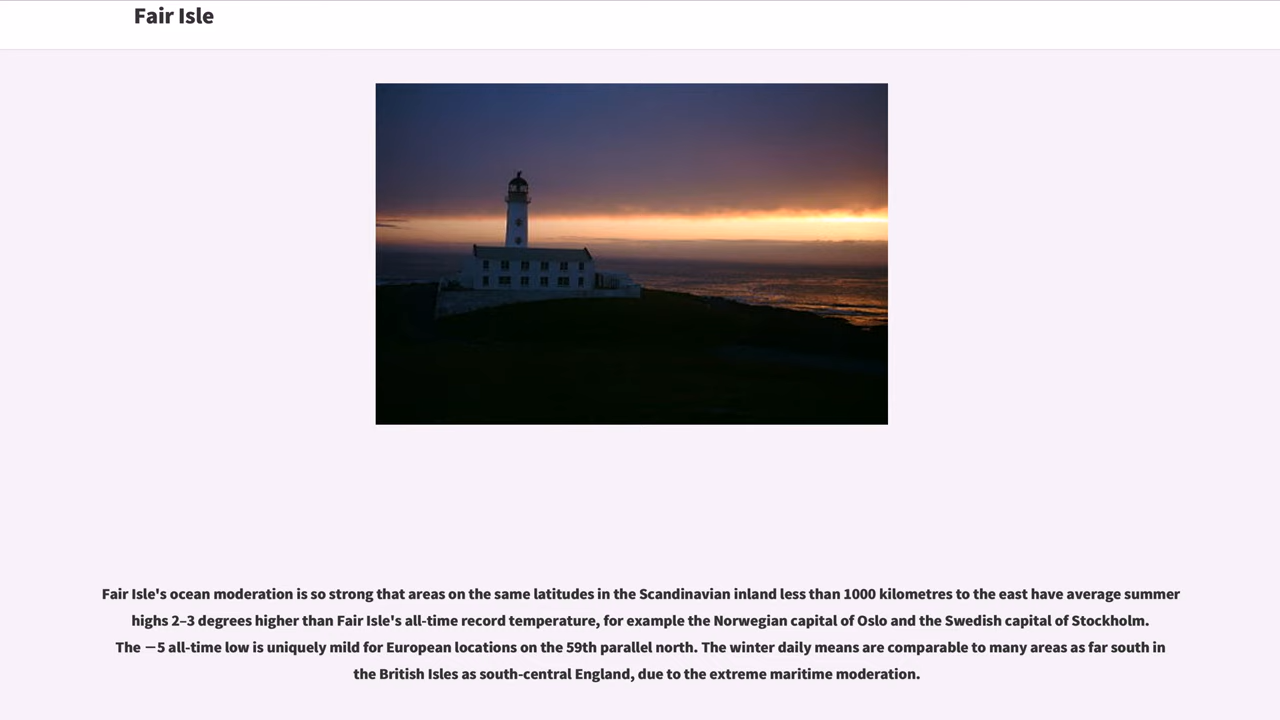 Fair Isle
Fair Isle's ocean moderation is so strong that areas on the same latitudes in the Scandinavian inland less than 1000 kilometres to the east have average summer
highs 2–3 degrees higher than Fair Isle's all-time record temperature, for example the Norwegian capital of Oslo and the Swedish capital of Stockholm.
The −5 all-time low is uniquely mild for European locations on the 59th parallel north. The winter daily means are comparable to many areas as far south in
the British Isles as south-central England, due to the extreme maritime moderation.